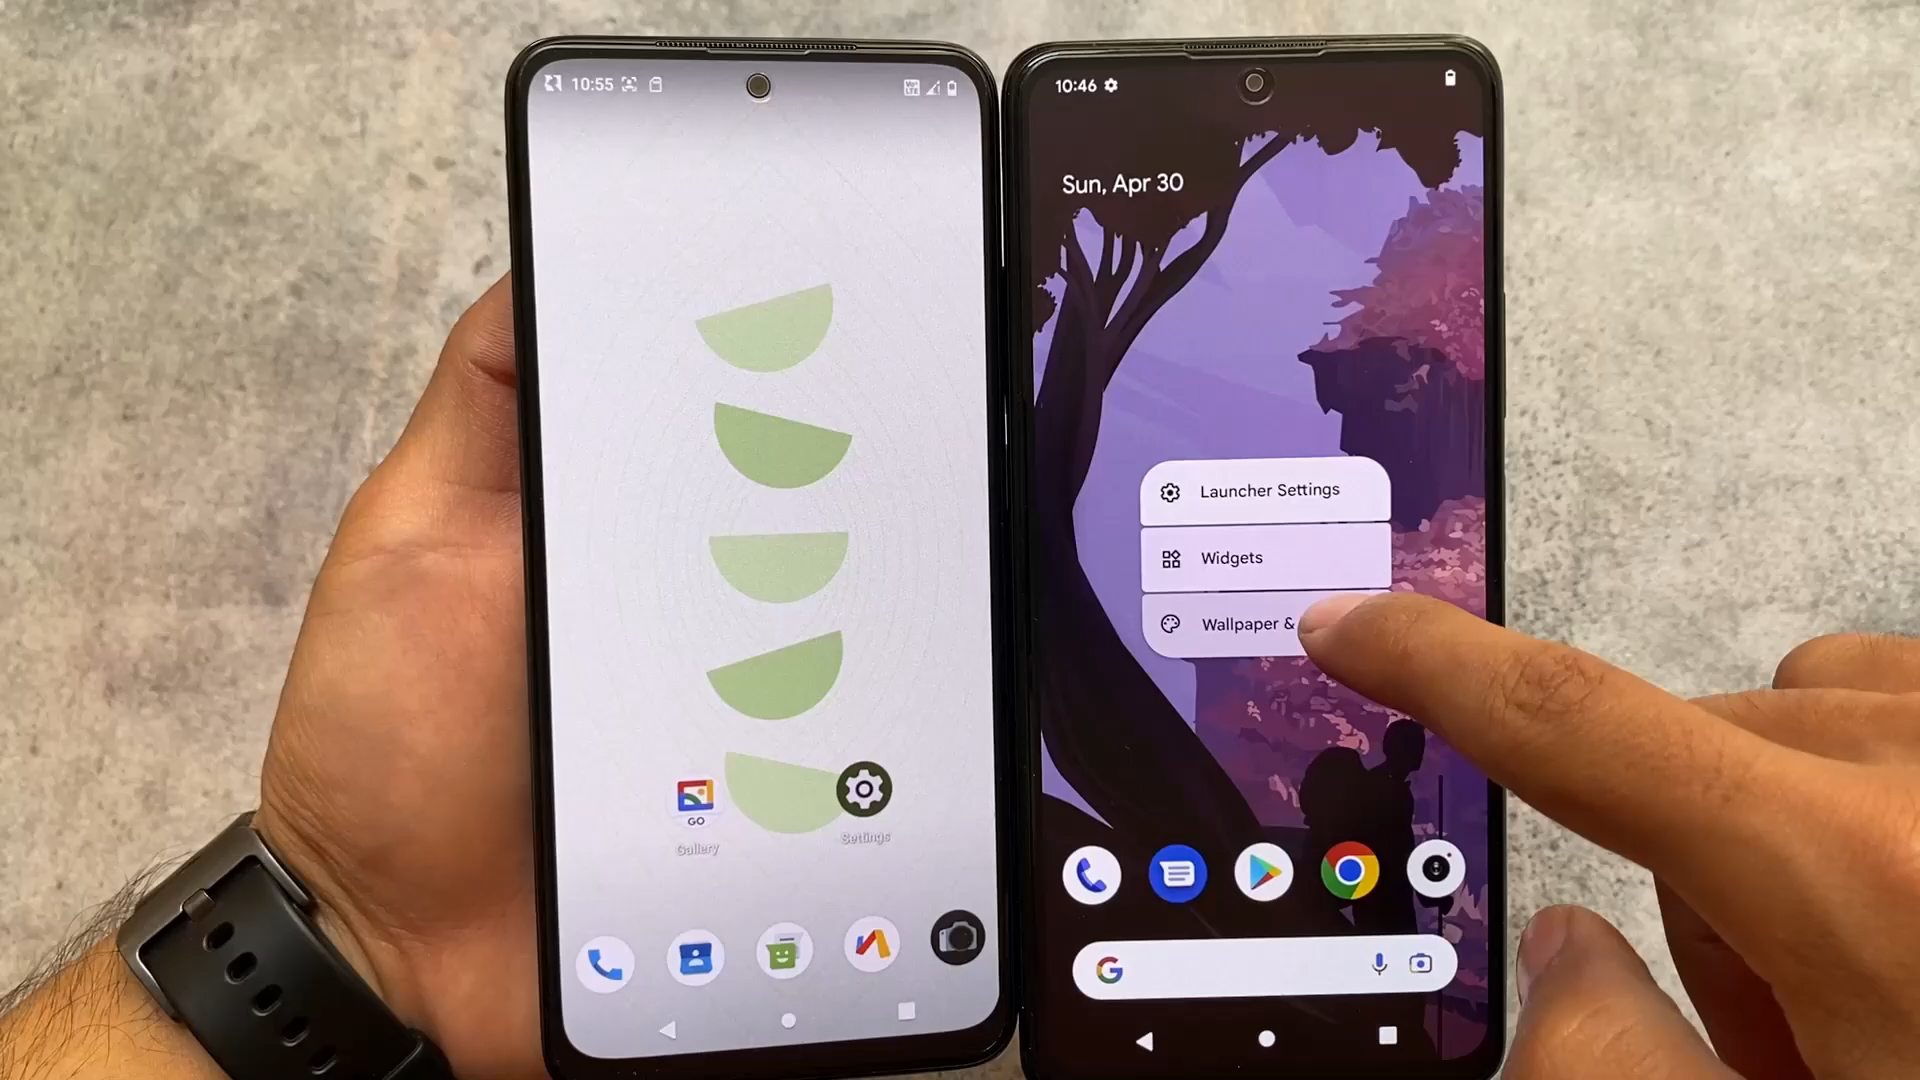 10:55
GO
Gallery
Settings
10:46
Sun, Apr 30
Launcher Settings
Widgets
Wallpaper &